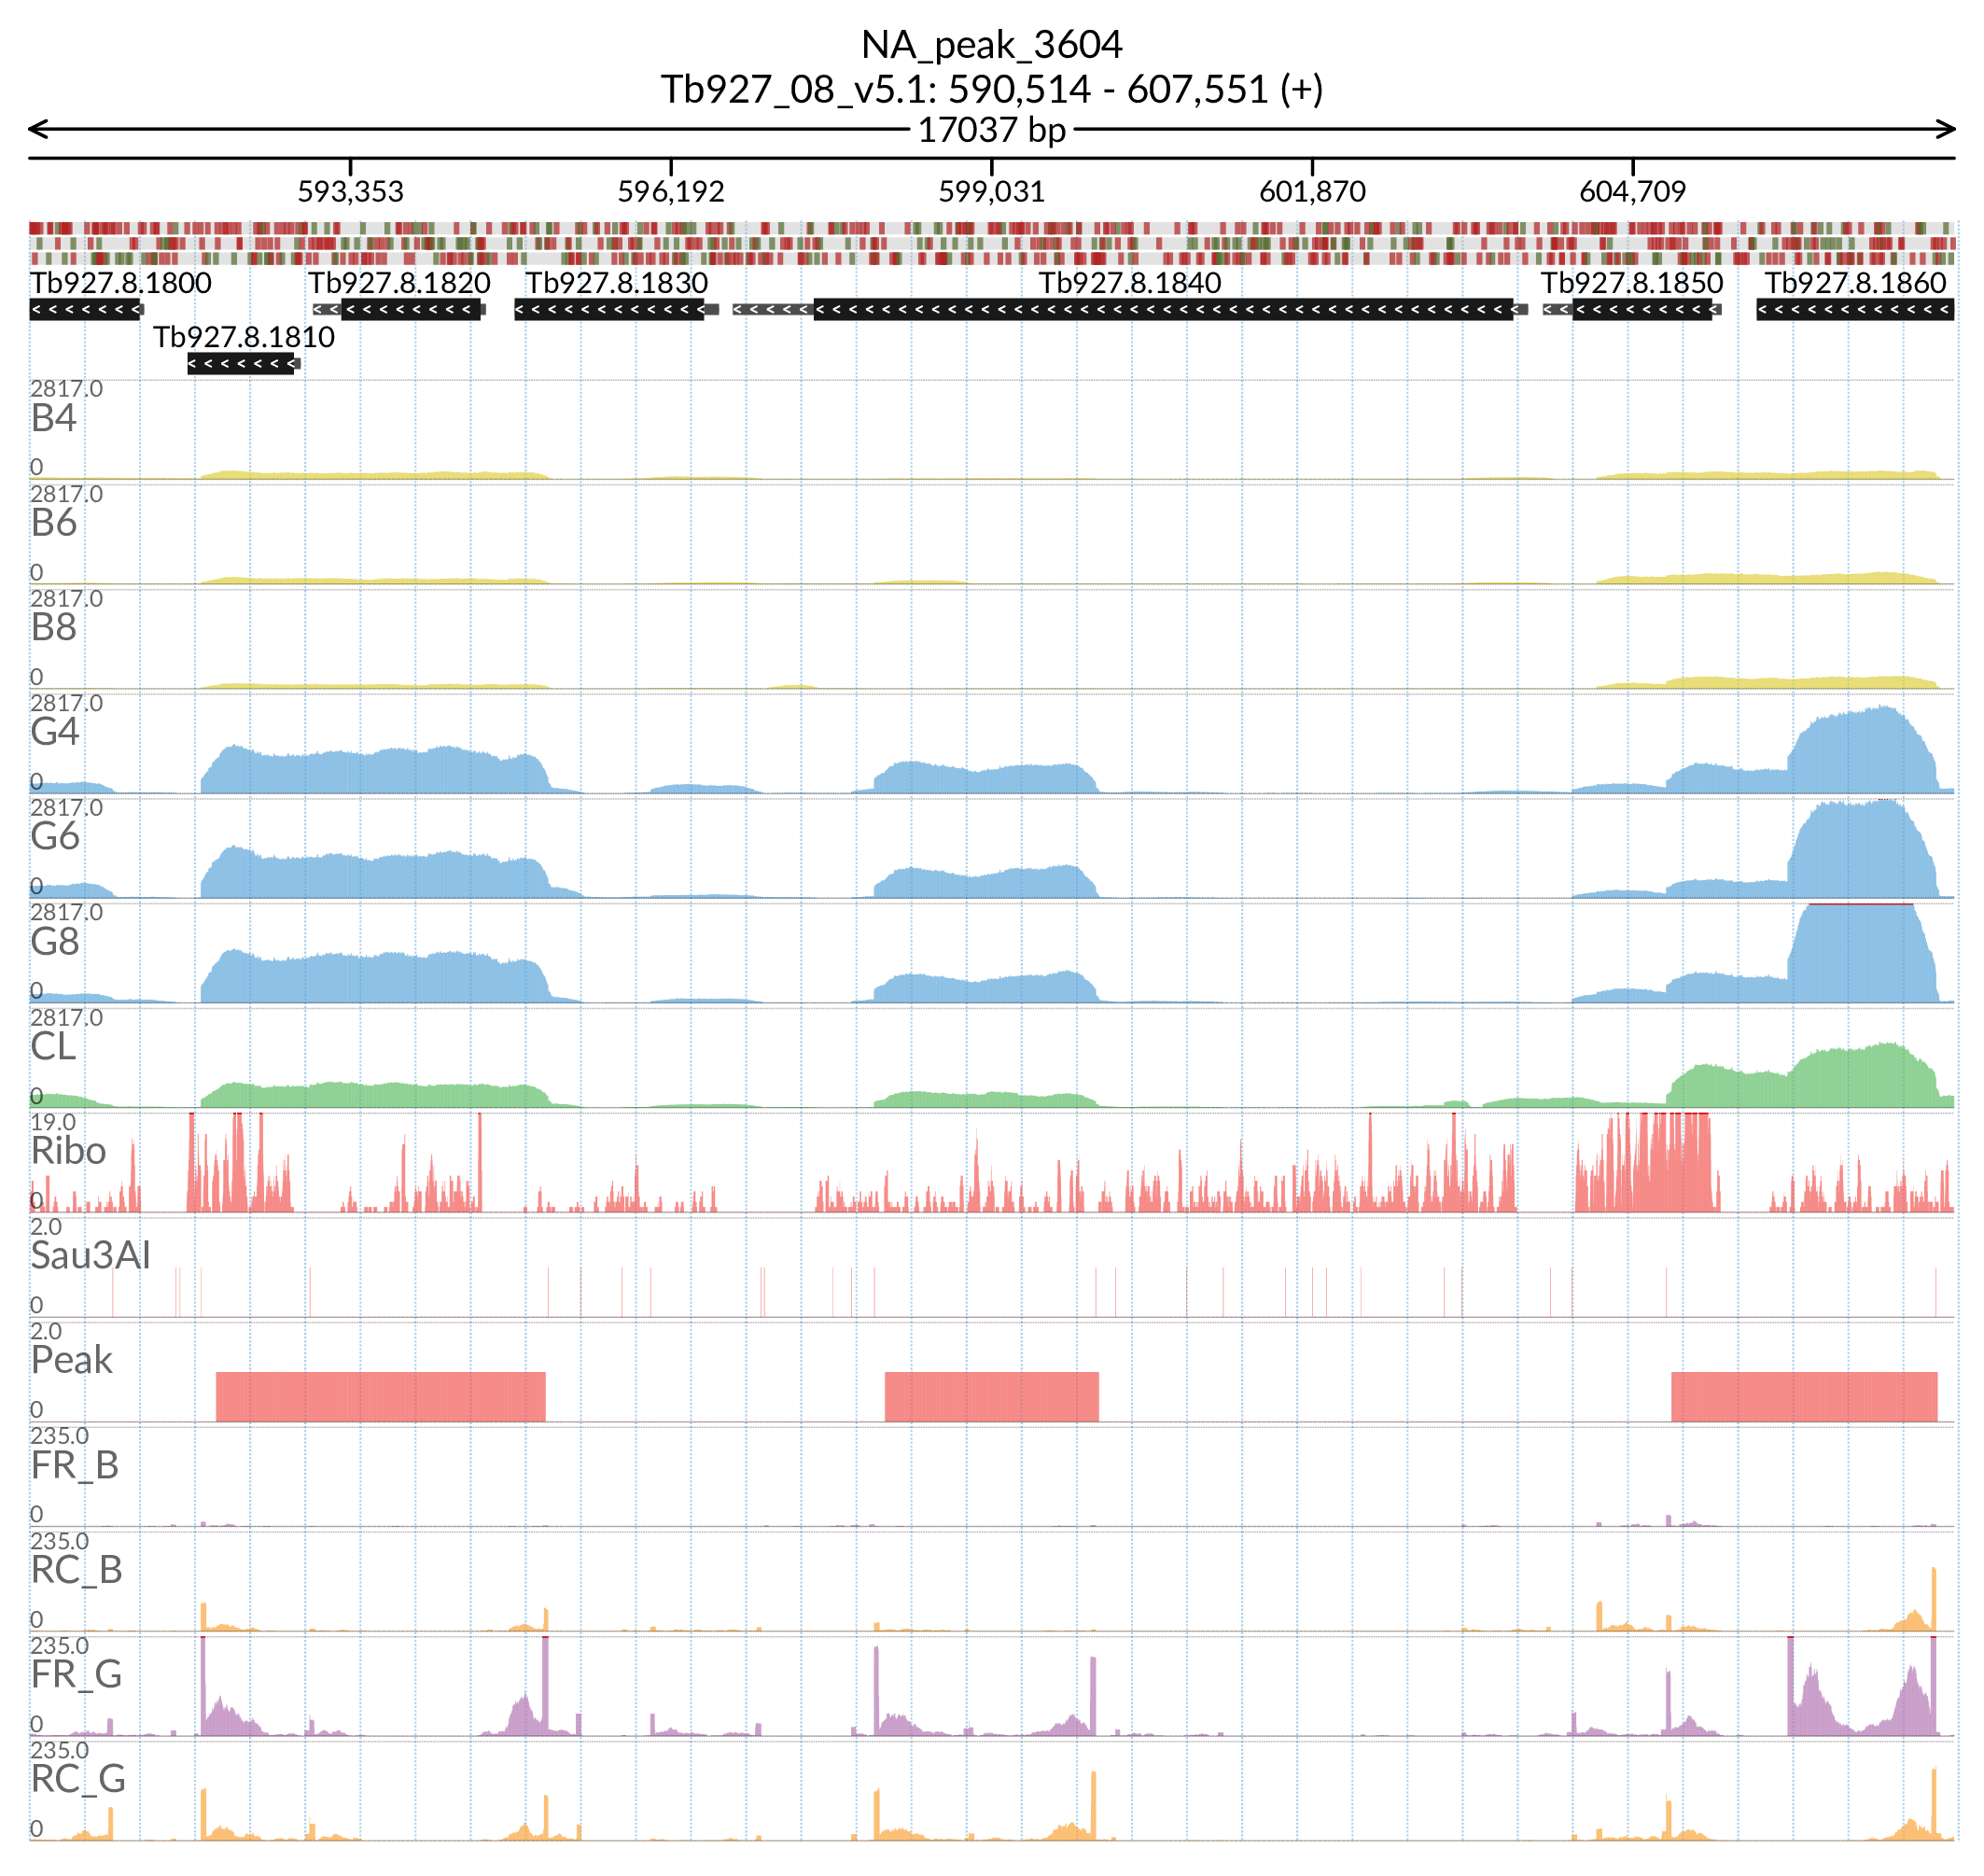 NA_peak_3604
Tb927_08_v5.1: 590,514 - 607,551 (+)
17037 bp
593,353 596,192 599,031 601,870 604,709
Tb927.8.1800 Tb927.8.1820 Tb927.8.1830 Tb927.8.1840 Tb927.8.1850 Tb927.8.1860
Tb927.8.1810
2817.0
B4
0
2817.0
B6
0
2817.0
B8
0
2817.0
G4
0
2817.0
G6
0
2817.0
G8
0
2817.0
CL
0
19.0
Ribo
0
2.0
Sau3AI
0
2.0
Peak
0
235.0
FR_B
0
235.0
RC_B
0
235.0
FR_G
0
235.0
RC_G
0